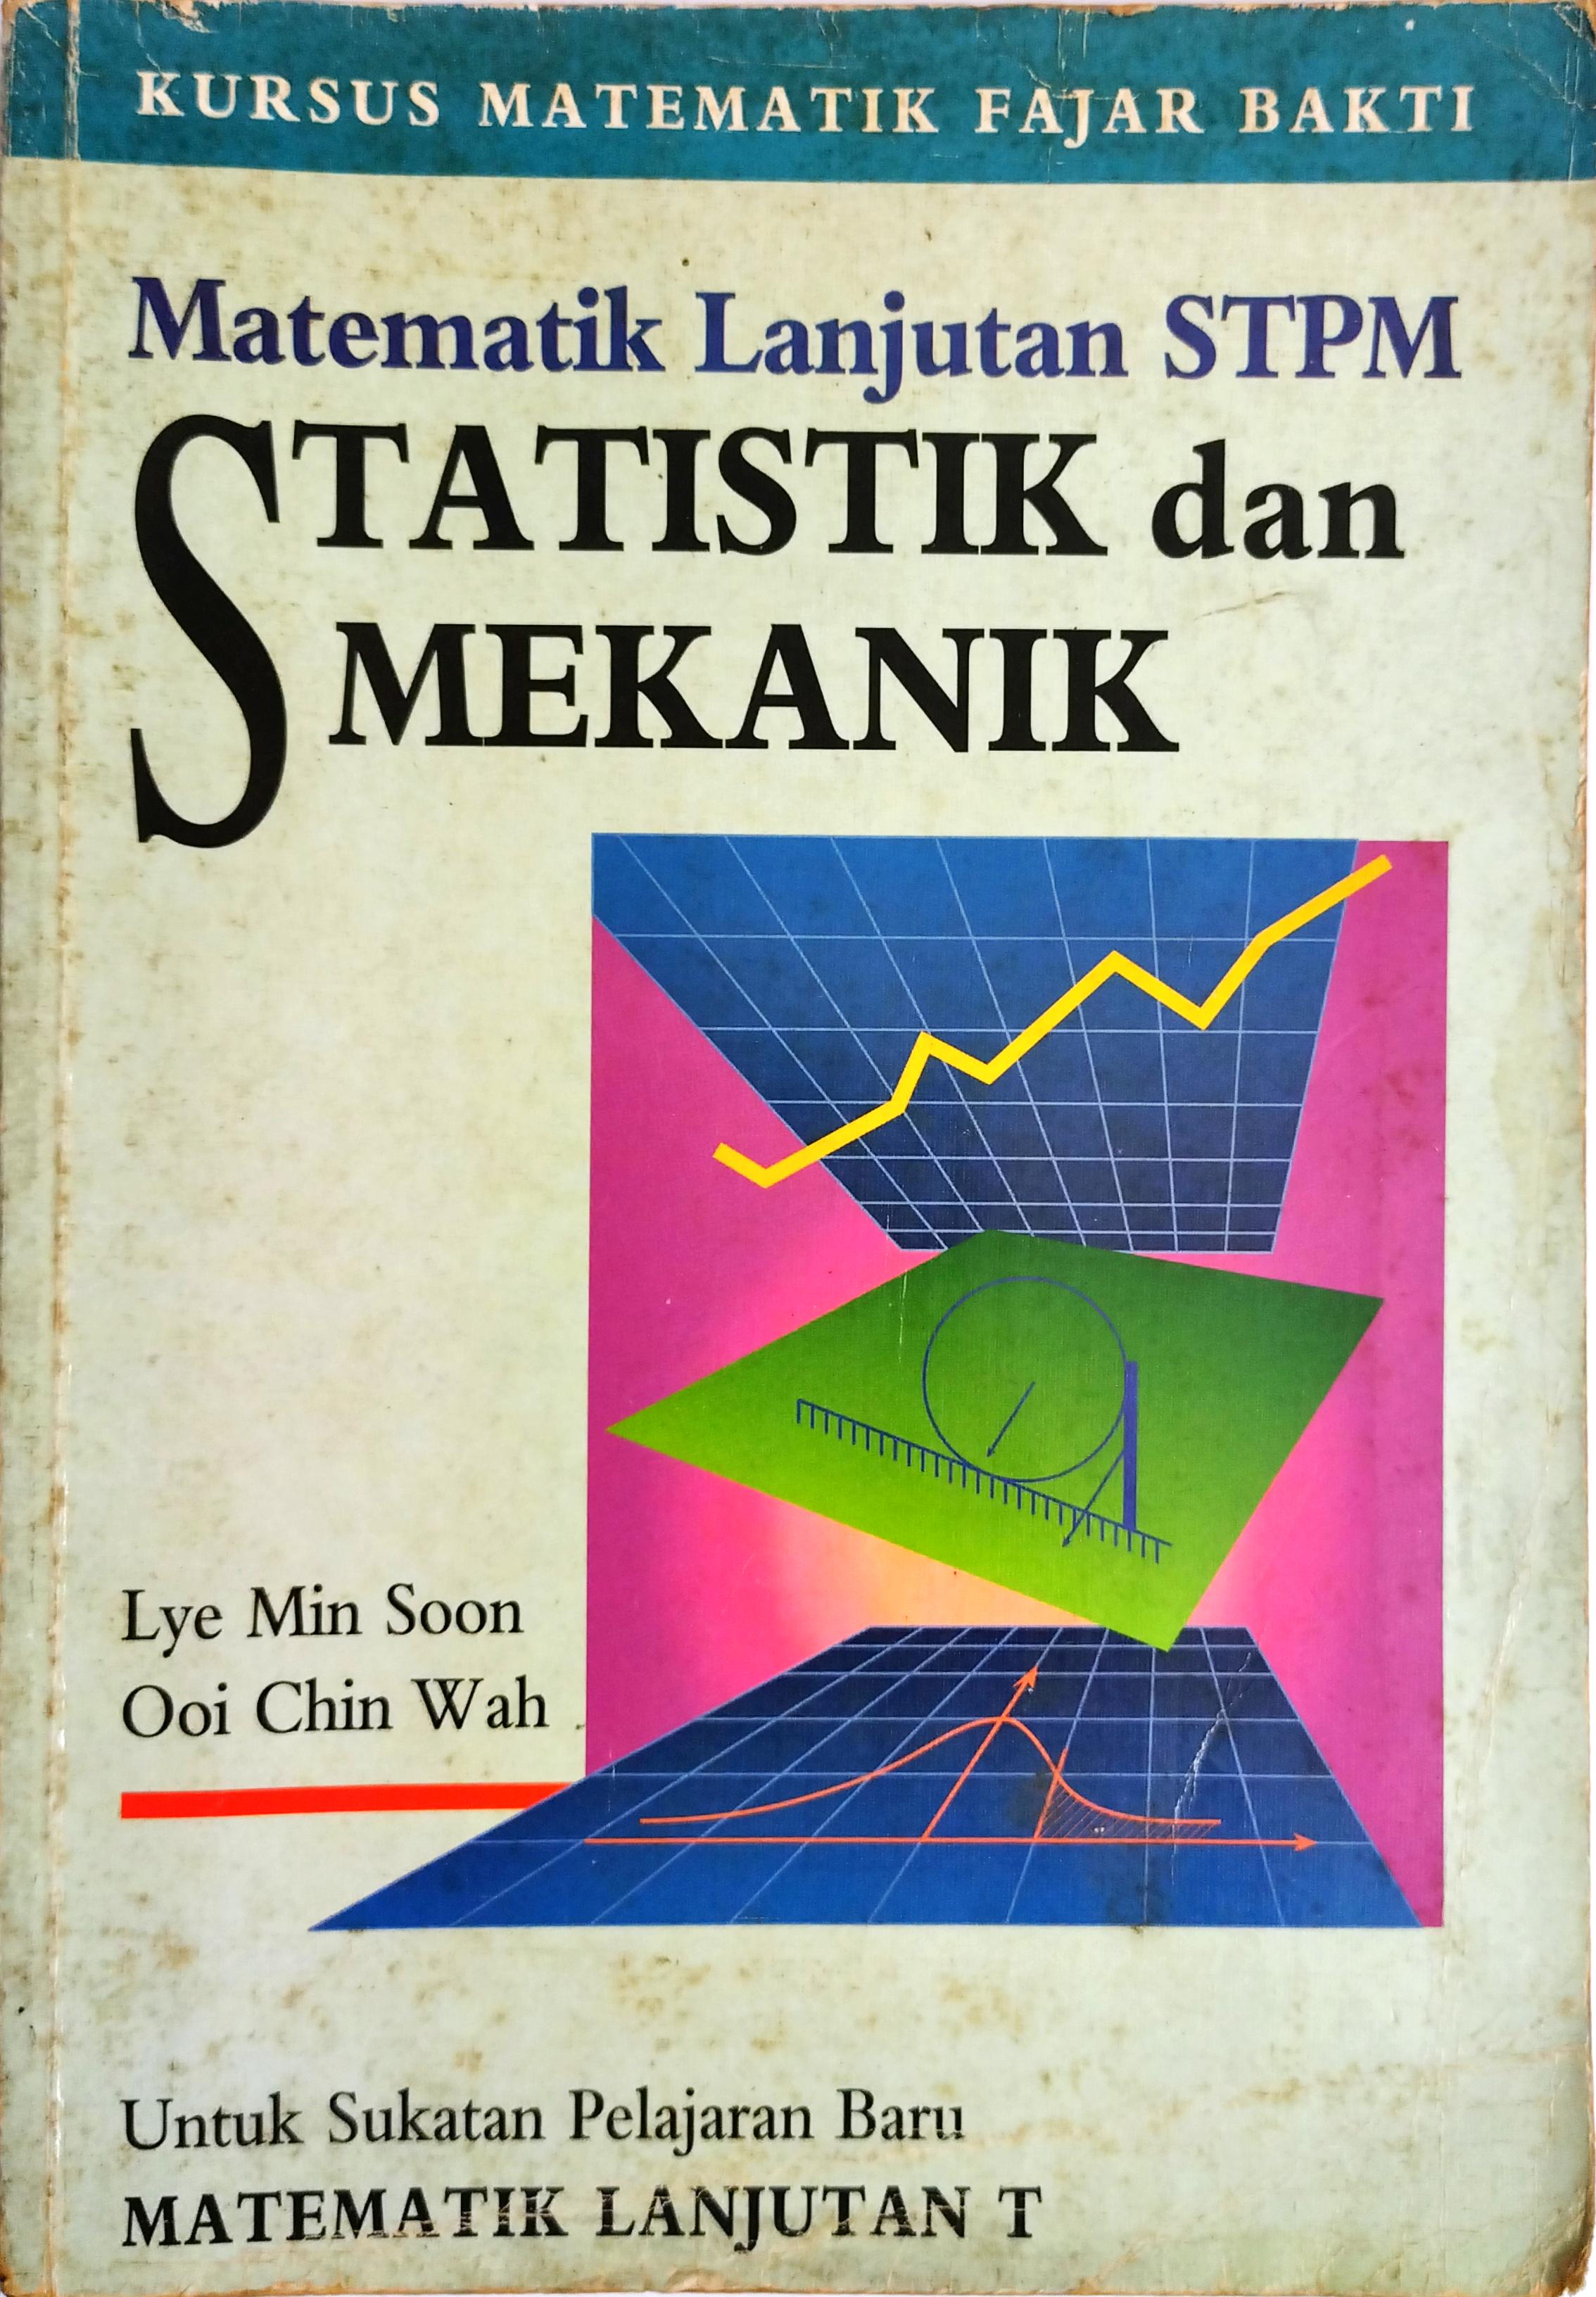 KURSUS MATEMATIK FAJAR BAKTI
Matematik Lanjutan STPM
STATISTIK dan
MEKANIK
Lye Min Soon
Ooi Chin Wah
Untuk Sukatan Pelajaran Baru
MATEMATIK LANJUTAN T